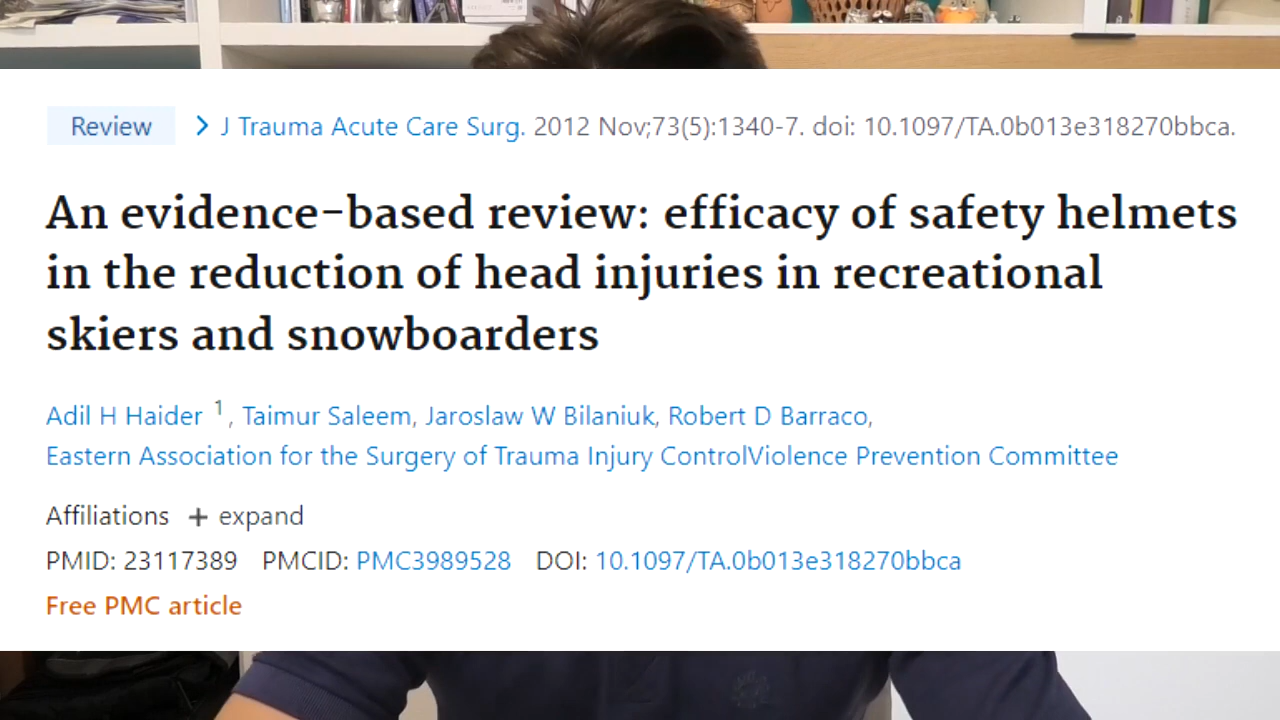 Review > J Trauma Acute Care Surg. 2012 Nov;73(5):1340-7. doi: 10.1097/TA.0b013e318270bbca.
An evidence-based review: efficacy of safety helmets
in the reduction of head injuries in recreational
skiers and snowboarders
Adil H Haider 1, Taimur Saleem, Jaroslaw W Bilaniuk, Robert D Barraco,
Eastern Association for the Surgery of Trauma Injury ControlViolence Prevention Committee
Affiliations + expand
PMID: 23117389 PMCID: PMC3989528 DOI: 10.1097/TA.0b013e318270bbca
Free PMC article